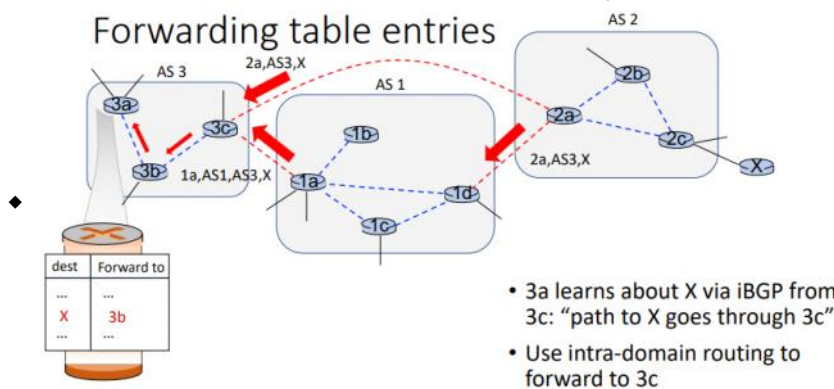 Forwarding table entries
AS 2
AS 3
2a,AS3,X
AS 1
2b
3a
3c
2a
2c
1b
3b
1a,AS1,AS3,X
1a
2a,AS3,X
X
1d
1c
dest Forward to
... ...
X 3b
... ...
• 3a learns about X via iBGP from
3c: “path to X goes through 3c”
• Use intra-domain routing to
forward to 3c